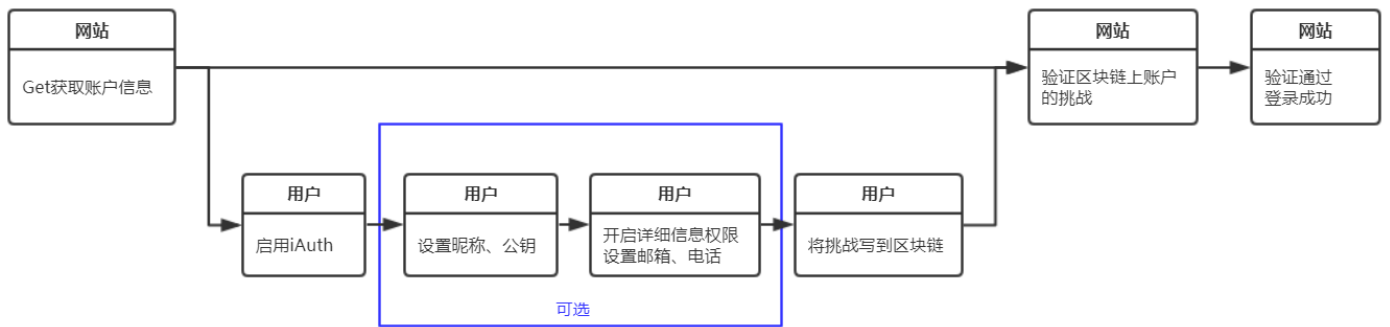 网站
Get获取账户信息
网站
验证区块链上账户
的挑战
网站
验证通过
登录成功
用户
启用iAuth
用户
设置昵称、公钥
用户
开启详细信息权限
设置邮箱、电话
用户
将挑战写到区块链
可选